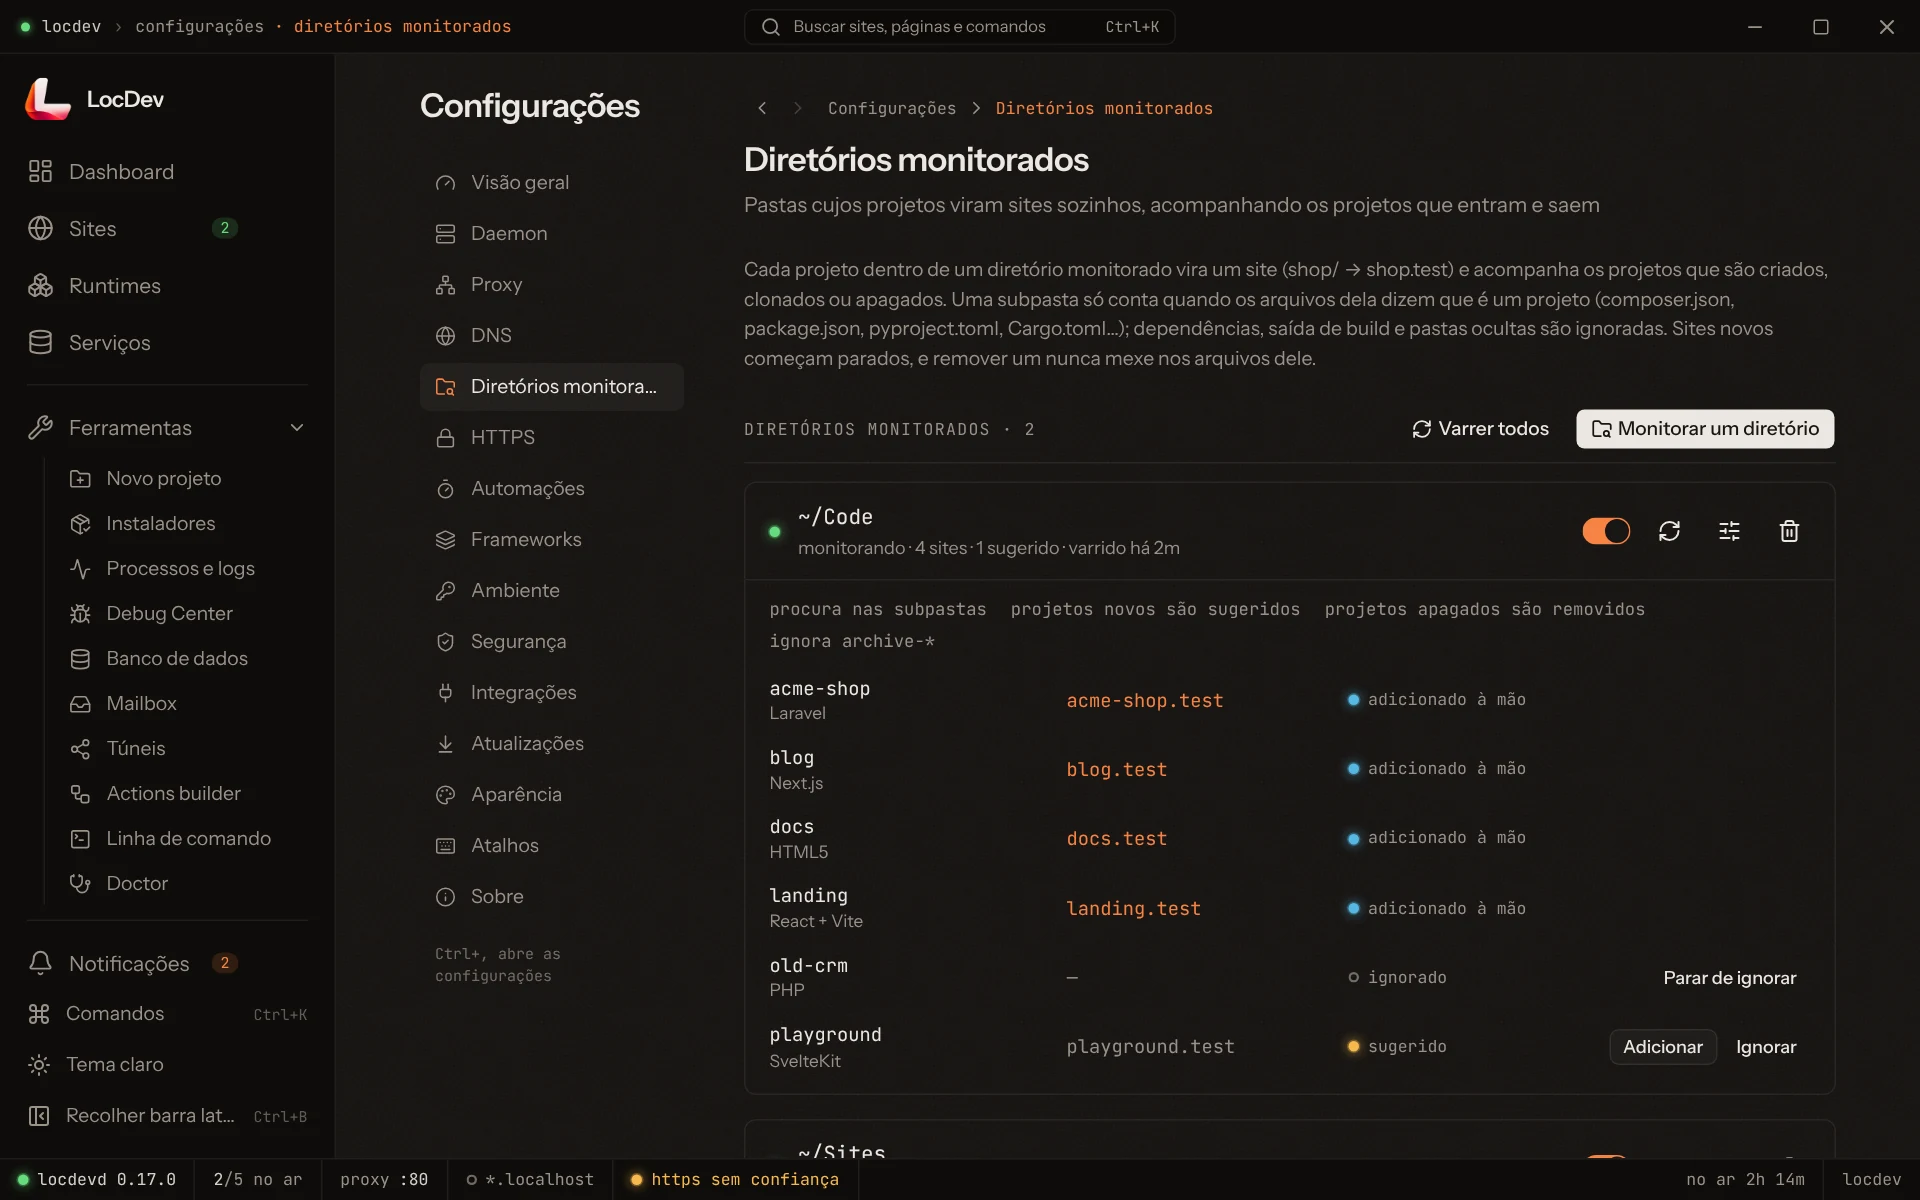 locdev › configurações · diretórios monitorados
Buscar sites, páginas e comandos Ctrl+K
LocDev
Dashboard
Sites 2
Runtimes
Serviços
Ferramentas
Novo projeto
Instaladores
Processos e logs
Debug Center
Banco de dados
Mailbox
Túneis
Actions builder
Linha de comando
Doctor
Notificações 2
Comandos Ctrl+K
Tema claro
Recolher barra lat... Ctrl+B
Configurações
Visão geral
Daemon
Proxy
DNS
Diretórios monitora...
HTTPS
Automações
Frameworks
Ambiente
Segurança
Integrações
Atualizações
Aparência
Atalhos
Sobre
Ctrl+, abre as
configurações
Configurações > Diretórios monitorados
Diretórios monitorados
Pastas cujos projetos viram sites sozinhos, acompanhando os projetos que entram e saem
Cada projeto dentro de um diretório monitorado vira um site (shop/ → shop.test) e acompanha os projetos que são criados,
clonados ou apagados. Uma subpasta só conta quando os arquivos dela dizem que é um projeto (composer.json,
package.json, pyproject.toml, Cargo.toml…); dependências, saída de build e pastas ocultas são ignoradas. Sites novos
começam parados, e remover um nunca mexe nos arquivos dele.
DIRETÓRIOS MONITORADOS · 2
Varrer todos
Monitorar um diretório
~/Code
monitorando · 4 sites · 1 sugerido · varrido há 2m
procura nas subpastas projetos novos são sugeridos projetos apagados são removidos
ignora archive-*
acme-shop
Laravel
acme-shop.test
adicionado à mão
blog
Next.js
blog.test
adicionado à mão
docs
HTML5
docs.test
adicionado à mão
landing
React + Vite
landing.test
adicionado à mão
old-crm
PHP
—
ignorado
Parar de ignorar
playground
SvelteKit
playground.test
sugerido
Adicionar
Ignorar
~/Sites
locdevd 0.17.0
2/5 no ar
proxy :80
*.localhost
https sem confiança
no ar 2h 14m
locdev